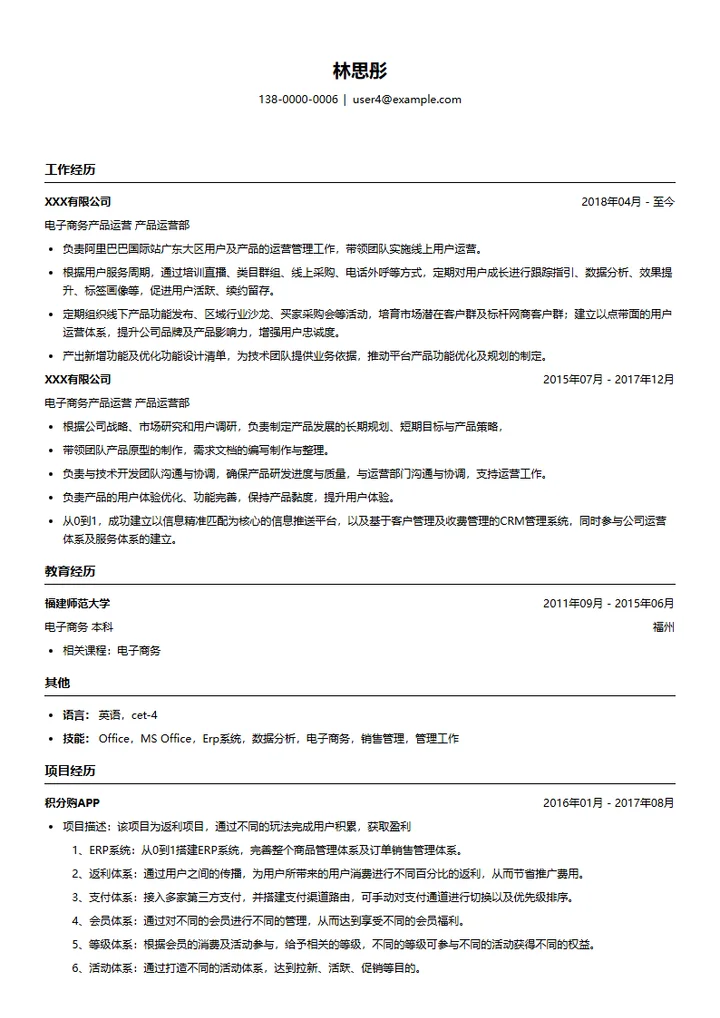 林思彤
138-0000-0006 | user4@example.com
工作经历
XXX有限公司 2018年04月 - 至今
电子商务产品运营 产品运营部
• 负责阿里巴巴国际站广东大区用户及产品的运营管理工作，带领团队实施线上用户运营。
• 根据用户服务周期，通过培训直播、类目群组、线上采购、电话外呼等方式，定期对用户成长进行跟踪指引、数据分析、效果提
升、标签画像等，促进用户活跃、续约留存。
• 定期组织线下产品功能发布、区域行业沙龙、买家采购会等活动，培育市场潜在客户群及标杆网商客户群；建立以点带面的用户
运营体系，提升公司品牌及产品影响力，增强用户忠诚度。
• 产出新增功能及优化功能设计清单，为技术团队提供业务依据，推动平台产品功能优化及规划的制定。
XXX有限公司 2015年07月 - 2017年12月
电子商务产品运营 产品运营部
• 根据公司战略、市场研究和用户调研，负责制定产品发展的长期规划、短期目标与产品策略，
• 带领团队产品原型的制作，需求文档的编写制作与整理。
• 负责与技术开发团队沟通与协调，确保产品研发进度与质量，与运营部门沟通与协调，支持运营工作。
• 负责产品的用户体验优化、功能完善，保持产品黏度，提升用户体验。
• 从0到1，成功建立以信息精准匹配为核心的信息推送平台，以及基于客户管理及收费管理的CRM管理系统，同时参与公司运营
体系及服务体系的建立。
教育经历
福建师范大学 2011年09月 - 2015年06月
电子商务 本科 福州
• 相关课程：电子商务
其他
• 语言： 英语，cet-4
• 技能： Office，MS Office，Erp系统，数据分析，电子商务，销售管理，管理工作
项目经历
积分购APP 2016年01月 - 2017年08月
• 项目描述：该项目为返利项目，通过不同的玩法完成用户积累，获取盈利
1、ERP系统：从0到1搭建ERP系统，完善整个商品管理体系及订单销售管理体系。
2、返利体系：通过用户之间的传播，为用户所带来的用户消费进行不同百分比的返利，从而节省推广费用。
3、支付体系：接入多家第三方支付，并搭建支付渠道路由，可手动对支付通道进行切换以及优先级排序。
4、会员体系：通过对不同的会员进行不同的管理，从而达到享受不同的会员福利。
5、等级体系：根据会员的消费及活动参与，给予相关的等级，不同的等级可参与不同的活动获得不同的权益。
6、活动体系：通过打造不同的活动体系，达到拉新、活跃、促销等目的。